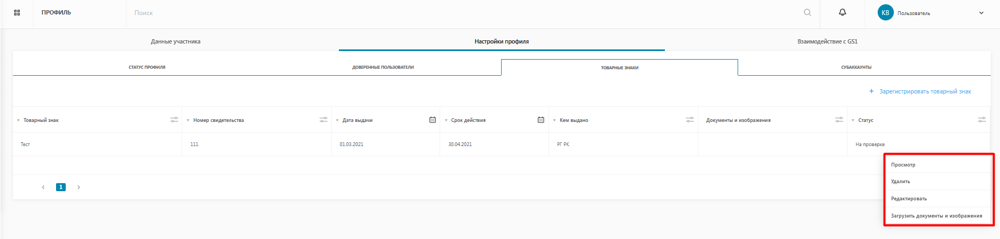 ПРОФИЛЬ
Поиск
КВ
Пользователь
Данные участника
Настройки профиля
Взаимодействие с GS1
СТАТУС ПРОФИЛЯ
ДОВЕРЕННЫЕ ПОЛЬЗОВАТЕЛИ
ТОВАРНЫЕ ЗНАКИ
СУБАККАУНТЫ
+ Зарегистрировать товарный знак
Товарный знак
Номер свидетельства
Дата выдачи
Срок действия
Кем выдано
Документы и изображения
Статус
Тест
111
01.03.2021
30.04.2021
РГ РК
На проверке
Просмотр
Удалить
Редактировать
Загрузить документы и изображения
1